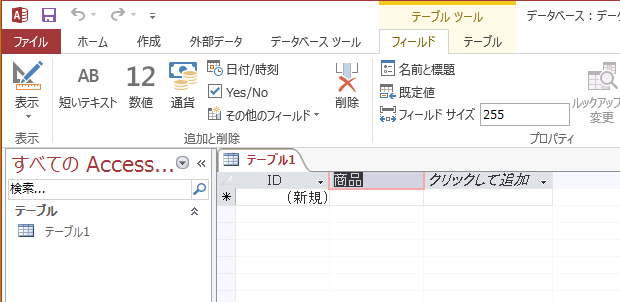 テーブル ツール
データベース : デー
ファイル
ホーム
作成
外部データ
データベース ツール
フィールド
テーブル
表示
AB
短いテキスト
12
数値
通貨
日付/時刻
Yes/No
その他のフィールド
削除
名前と標題
既定値
フィールド サイズ
255
ルックアップ
変更
表示
追加と削除
プロパティ
すべての Access...
検索...
テーブル
テーブル1
テーブル1
ID
商品
クリックして追加
(新規)